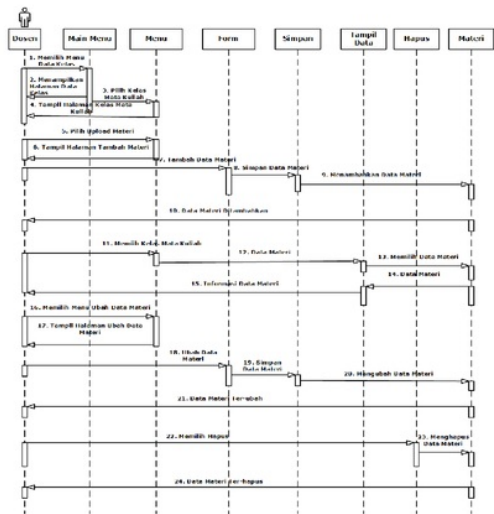 Dosen
Main Menu
Menu
Form
Simpan
Tampil
Data
Hapus
Materi
1. Memilih Menu
Data Kelas
2. Menampilkan
Halaman Data
Kelas
3. Pilih Kelas
Mata Kuliah
4. Tampil Halaman Kelas Mata
Kuliah
5. Pilih Upload Materi
6. Tampil Halaman Tambah Materi
7. Tambah Data Materi
8. Simpan Data Materi
9. Menambahkan Data Materi
10. Data Materi Ditambahkan
11. Memilih Kelas Mata Kuliah
12. Data Materi
13. Memilih Data Materi
14. Data Materi
15. Informasi Data Materi
16. Memilih Menu Ubah Data Materi
17. Tampil Halaman Ubah Data
Materi
18. Ubah Data
Materi
19. Simpan
Data Materi
20. Mengubah Data Materi
21. Data Materi Ter-ubah
22. Memilih Hapus
23. Menghapus
Data Materi
24. Data Materi ter-hapus